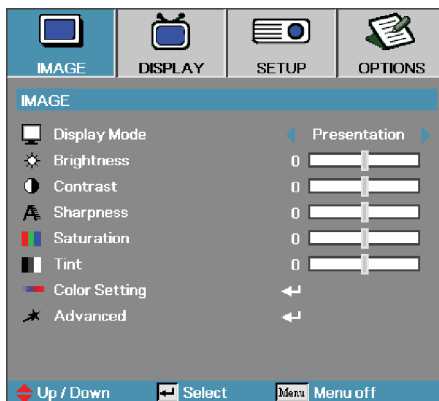 IMAGE DISPLAY SETUP OPTIONS
IMAGE
Display Mode Presentation
Brightness 0
Contrast 0
Sharpness 0
Saturation 0
Tint 0
Color Setting
Advanced
Up / Down Select Menu Menu off